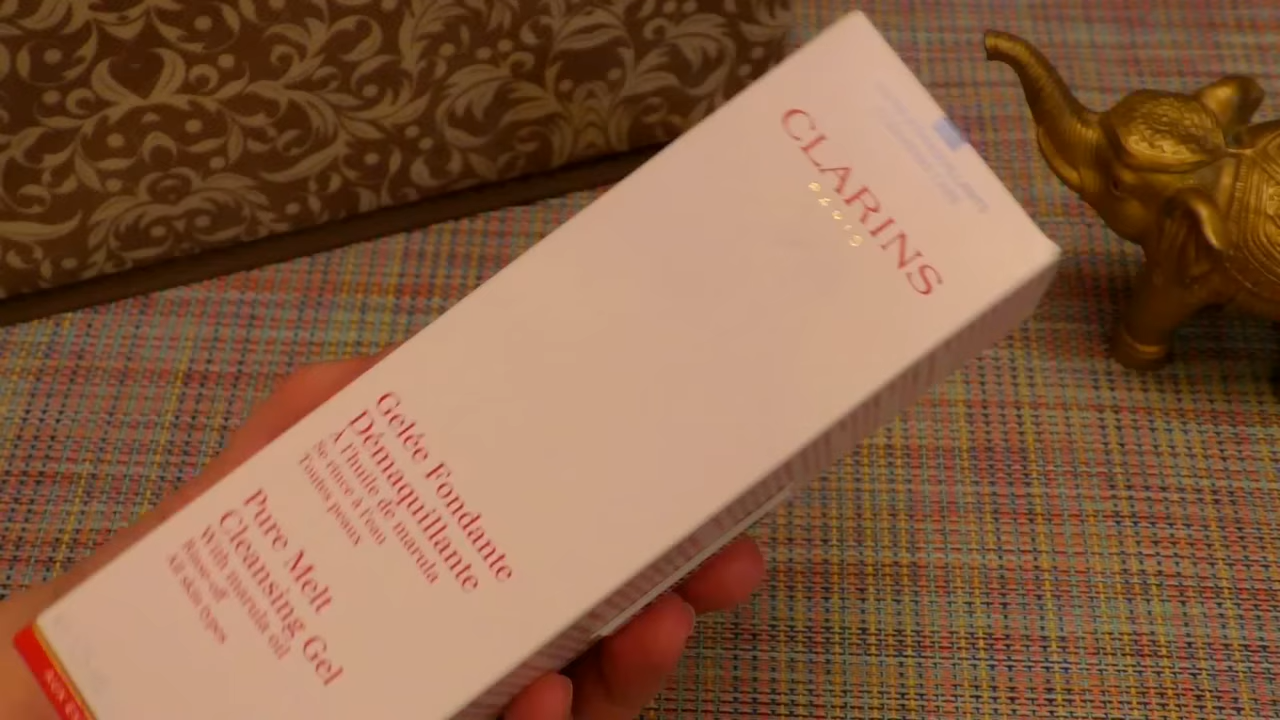 CLARINS
PARIS
Gelée Fondante
Démaquillante
À l'huile de marula
Se rince à l'eau
Toutes peaux
Pure Melt
Cleansing Gel
With marula oil
Rinse-off
All skin types